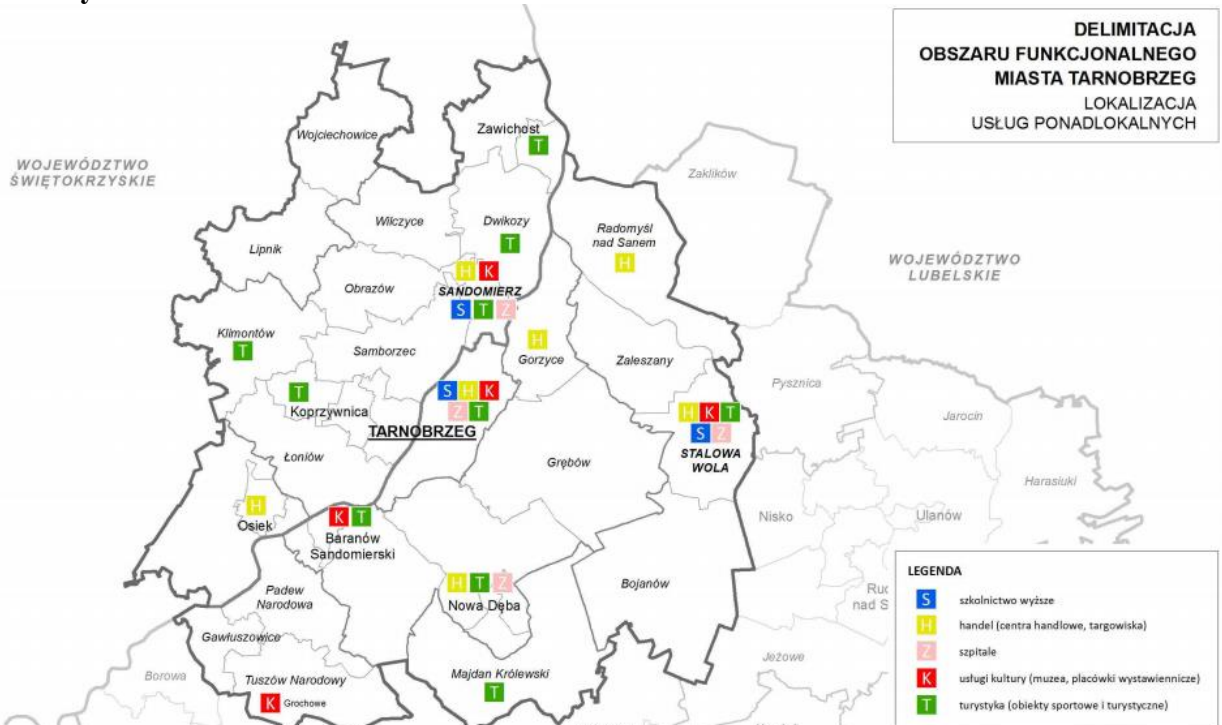 DELIMITACJA
OBSZARU FUNKCJONALNEGO
MIASTA TARNOBRZEG
LOKALIZACJA
USŁUG PONADLOKALNYCH
WOJEWÓDZTWO
ŚWIĘTOKRZYSKIE
Wojciechowice
Zawichost
T
Zaklików
Wilczyce
Dwikozy
T
Radomyśl
nad Sanem
H
WOJEWÓDZTWO
LUBELSKIE
Lipnik
Obrazów
H K
SANDOMIERZ
S T Z
Klimontów
T
Samborzec
H
Gorzyce
Zaleszany
Pysznica
Jarocin
T
Koprzywnica
S H K
Z T
TARNOBRZEG
H K T
S Z
STALOWA
WOLA
Łoniów
Grębów
Harasiuki
H
Osiek
K T
Baranów
Sandomierski
Nisko
Ulanów
H T Z
Nowa Dęba
Bojanów
Padew
Narodowa
Gawłuszowice
Borowa
Tuszów Narodowy
K Grochowe
Majdan Królewski
T
Jeżowe
nad S
LEGENDA
S szkolnictwo wyższe
H handel (centra handlowe, targowiska)
Z szpitale
K usługi kultury (muzea, placówki wystawiennicze)
T turystyka (obiekty sportowe i turystyczne)